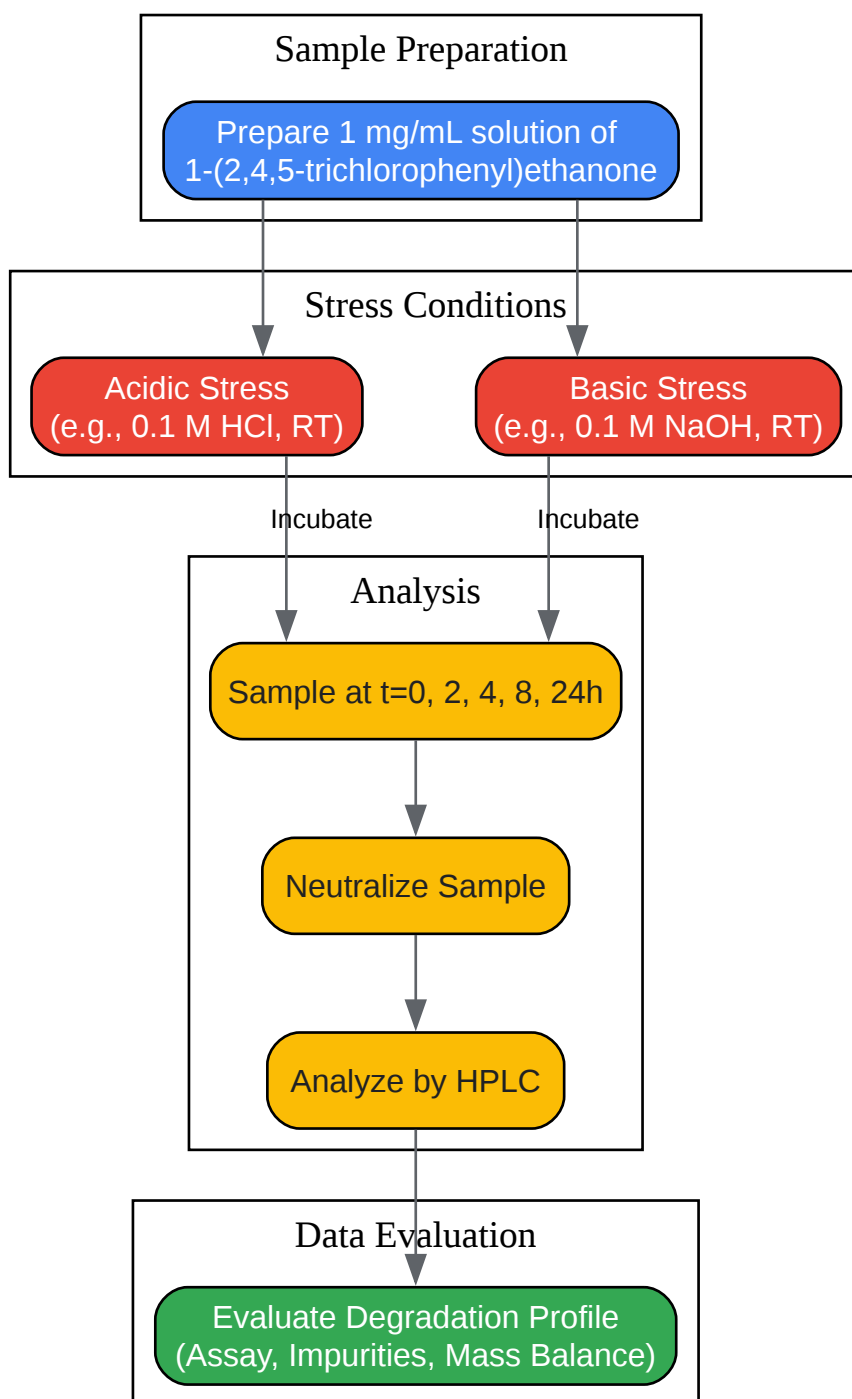 Sample Preparation
Prepare 1 mg/mL solution of
1-(2,4,5-trichlorophenyl)ethanone
Stress Conditions
Acidic Stress
(e.g., 0.1 M HCl, RT)
Basic Stress
(e.g., 0.1 M NaOH, RT)
Incubate
Incubate
Analysis
Sample at t=0, 2, 4, 8, 24h
Neutralize Sample
Analyze by HPLC
Data Evaluation
Evaluate Degradation Profile
(Assay, Impurities, Mass Balance)